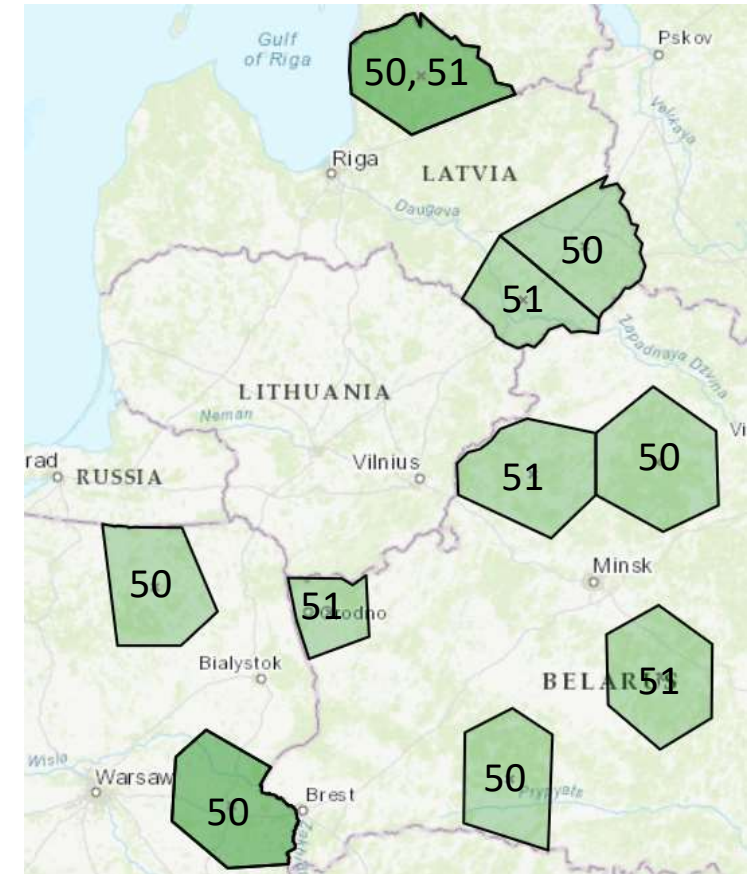 Pskov
Gulf
of Riga
50, 51
Velikaya
Riga
LATVIA
Daugava
50
51
Zapadnaya Dzvina
LITHUANIA
Neman
Vi
50
rad
RUSSIA
Vilnius
51
Minsk
50
51
Grodno
Bialystok
BELARUS
51
Wisla
Warsaw
50
Prypyats
50
Brest